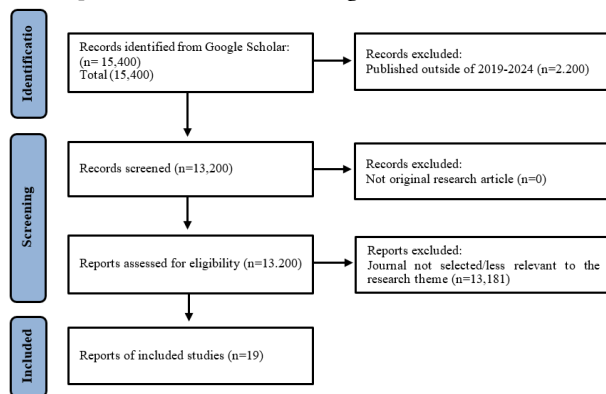 Identificatio
Records identified from Google Scholar:
(n= 15,400)
Total (15,400)
Records excluded:
Published outside of 2019-2024 (n=2.200)
Screening
Records screened (n=13,200)
Records excluded:
Not original research article (n=0)
Reports assessed for eligibility (n=13.200)
Reports excluded:
Journal not selected/less relevant to the
research theme (n=13,181)
Included
Reports of included studies (n=19)